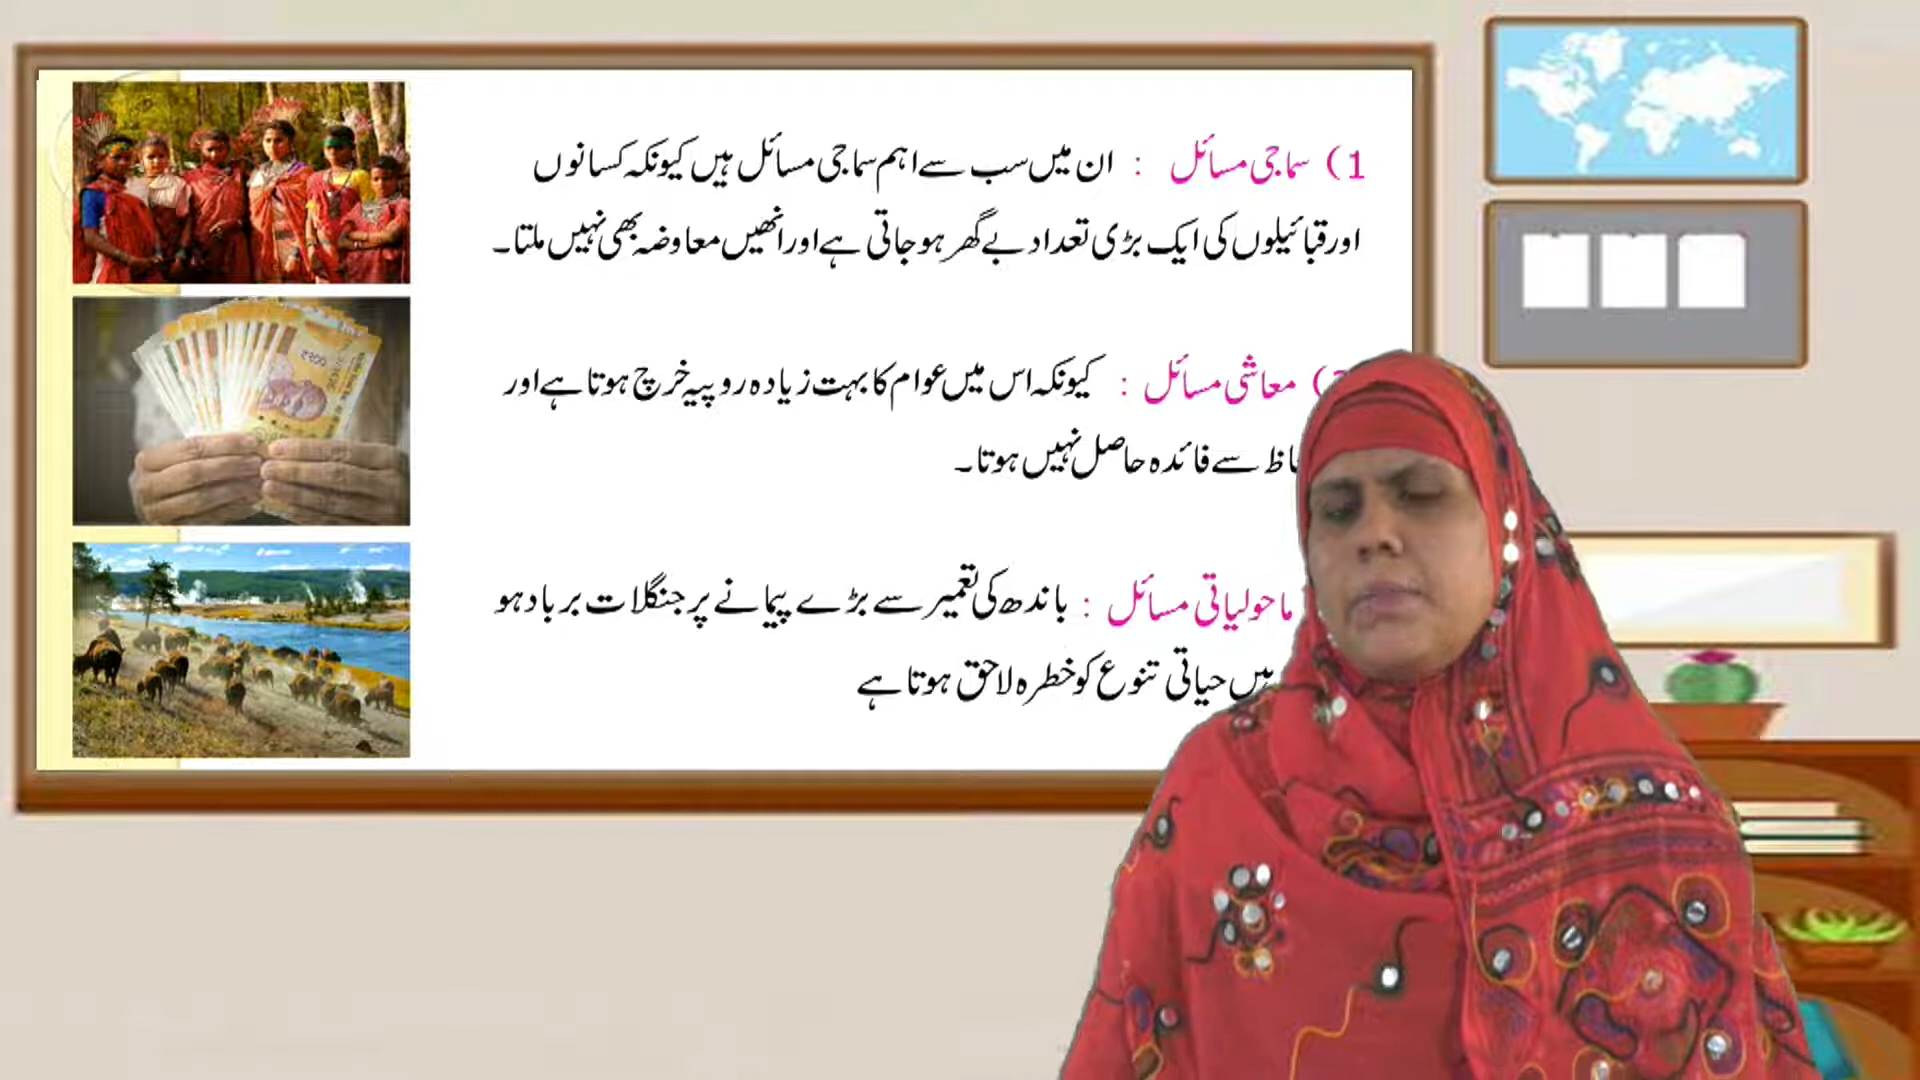 1) سماجی مسائل : ان میں سب سے اہم سماجی مسائل ہیں کیونکہ کسانوں
اور قبائیلوں کی ایک بڑی تعداد بے گھر ہوجاتی ہے اور انھیں معاوضہ بھی نہیں ملتا۔
) معاشی مسائل : کیونکہ اس میں عوام کا بہت زیادہ روپیہ خرچ ہوتا ہے اور
سے فائدہ حاصل نہیں ہوتا۔
ماحولیاتی مسائل : باندھ کی تعمیر سے بڑے پیمانے پر جنگلات برباد ہو
میں حیاتی تنوع کو خطرہ لاحق ہوتا ہے